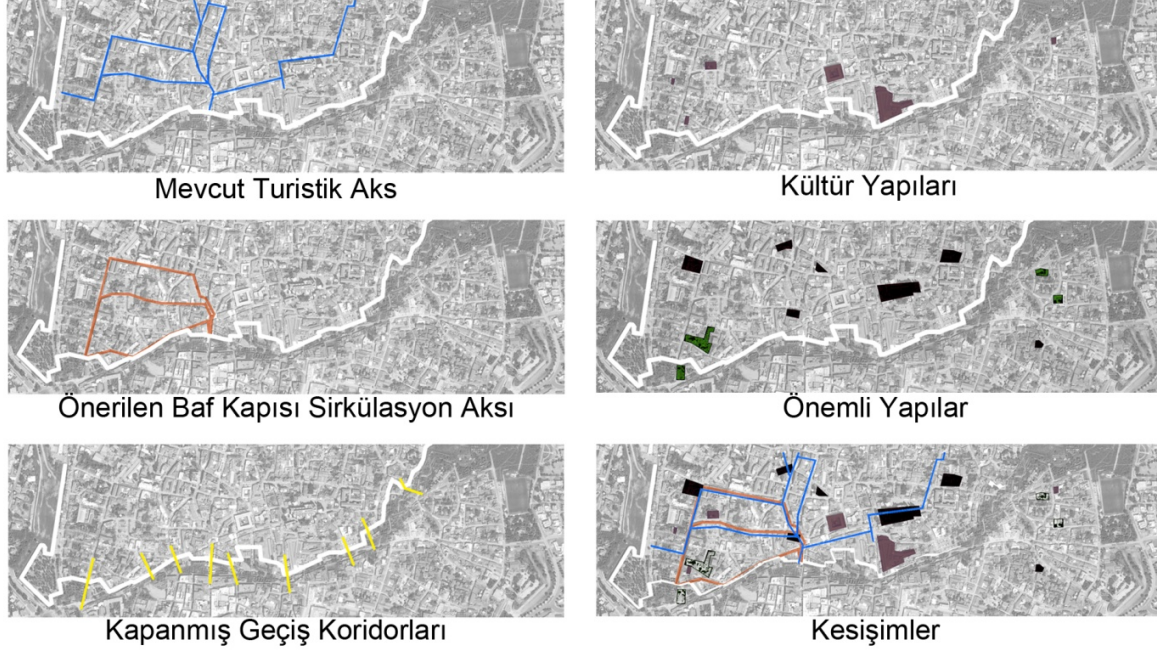 Mevcut Turistik Aks
Kültür Yapıları
Önerilen Baf Kapısı Sirkülasyon Aksı
Önemli Yapılar
Kapanmış Geçiş Koridorları
Kesişimler